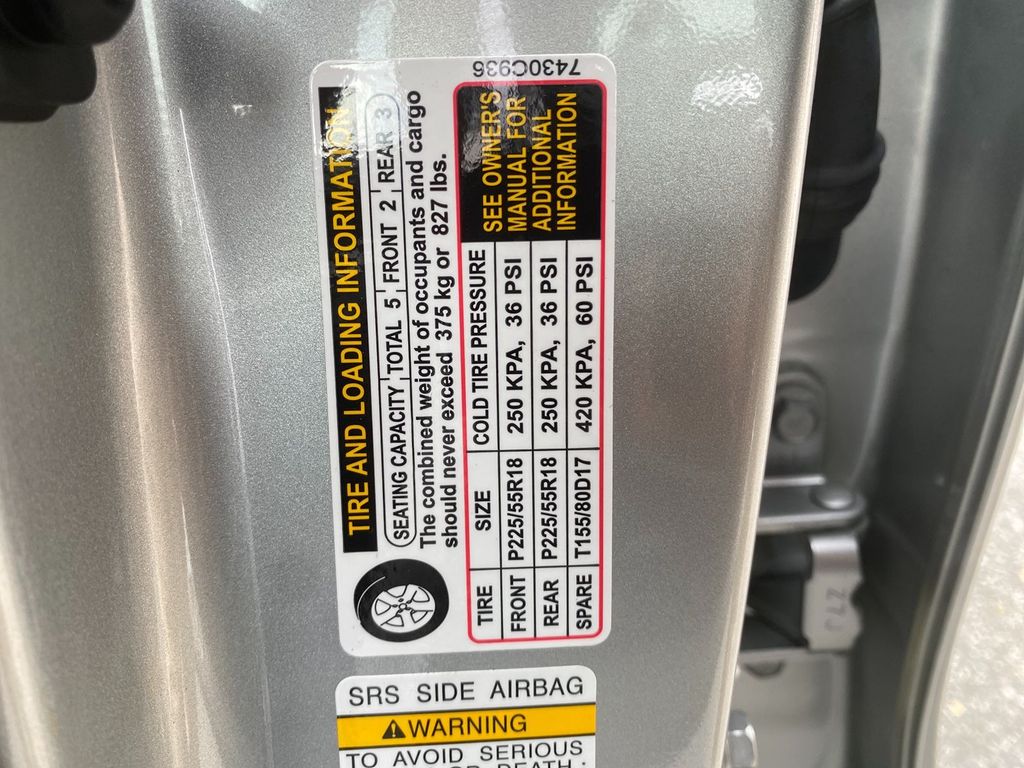 7430C936
TIRE AND LOADING INFORMATION
SEATING CAPACITY TOTAL 5 FRONT 2 REAR 3
The combined weight of occupants and cargo
should never exceed 375 kg or 827 lbs.
TIRE SIZE COLD TIRE PRESSURE
FRONT P225/55R18 250 KPA, 36 PSI
REAR P225/55R18 250 KPA, 36 PSI
SPARE T155/80D17 420 KPA, 60 PSI
SEE OWNER'S
MANUAL FOR
ADDITIONAL
INFORMATION
SRS SIDE AIRBAG
WARNING
TO AVOID SERIOUS
OR DEATH